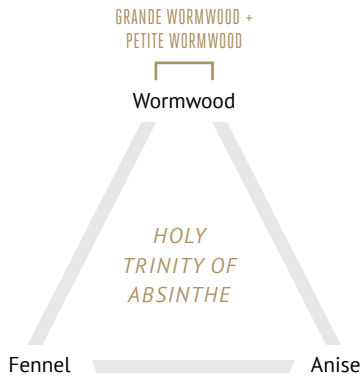 GRANDE WORMWOOD +
PETITE WORMWOOD
Wormwood
HOLY
TRINITY OF
ABSINTHE
Fennel
Anise